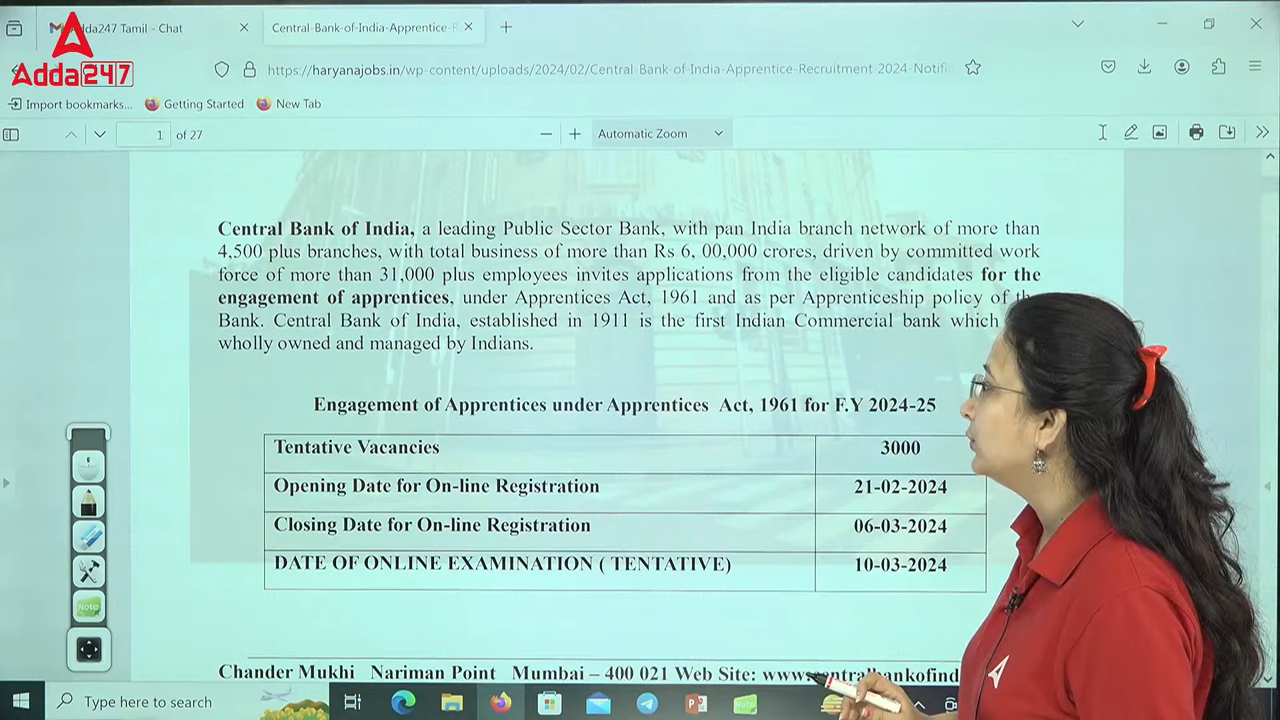 Adda247 Tamil - Chat
Central-Bank-of-India-Apprentice-R
Adda247
https://haryanajobs.in/wp-content/uploads/2024/02/Central-Bank-of-India-Apprentice-Recruitment-2024-Notific
Import bookmarks...
Getting Started
New Tab
1 of 27
Automatic Zoom
Central Bank of India, a leading Public Sector Bank, with pan India branch network of more than
4,500 plus branches, with total business of more than Rs 6, 00,000 crores, driven by committed work
force of more than 31,000 plus employees invites applications from the eligible candidates for the
engagement of apprentices, under Apprentices Act, 1961 and as per Apprenticeship policy of the
Bank. Central Bank of India, established in 1911 is the first Indian Commercial bank which
wholly owned and managed by Indians.
Engagement of Apprentices under Apprentices Act, 1961 for F.Y 2024-25
Tentative Vacancies 3000
Opening Date for On-line Registration 21-02-2024
Closing Date for On-line Registration 06-03-2024
DATE OF ONLINE EXAMINATION ( TENTATIVE) 10-03-2024
Chander Mukhi Nariman Point Mumbai – 400 021 Web Site: www.centralbankofind
Note
Type here to search
Note